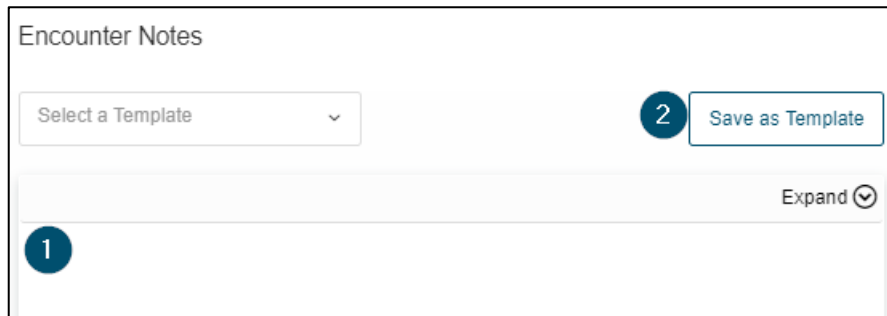 Encounter Notes
Select a Template
2
Save as Template
Expand
1